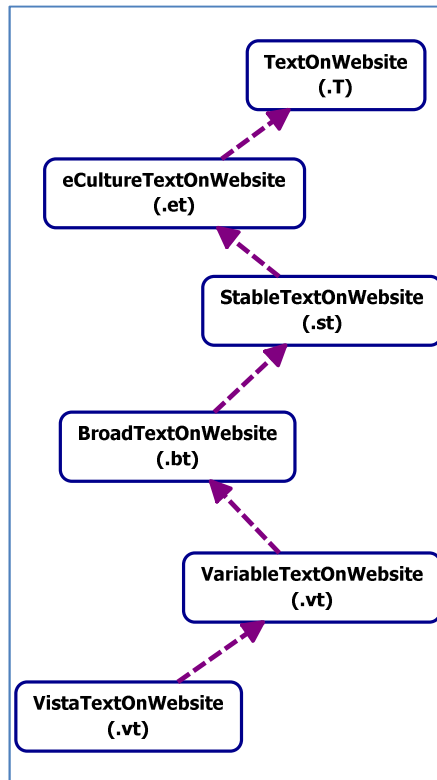 TextOnWebsite
(.T)
eCultureTextOnWebsite
(.et)
StableTextOnWebsite
(.st)
BroadTextOnWebsite
(.bt)
VariableTextOnWebsite
(.vt)
VistaTextOnWebsite
(.vt)